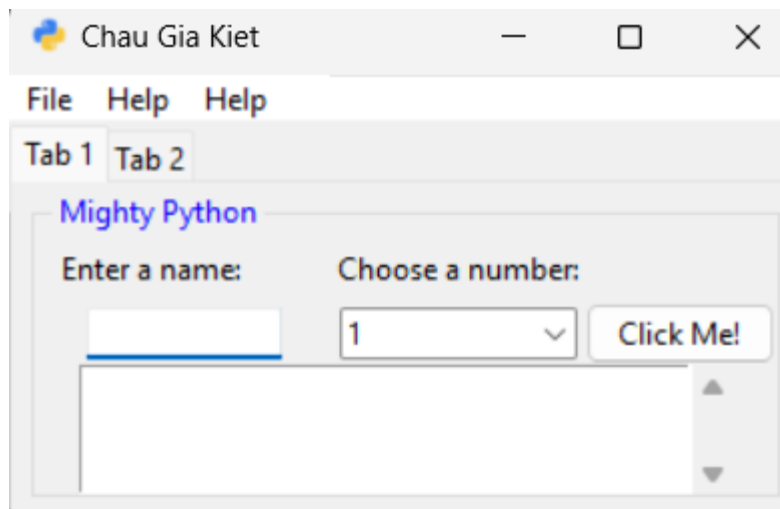 Chau Gia Kiet
File Help Help
Tab 1 Tab 2
Mighty Python
Enter a name: Choose a number:
1 Click Me!